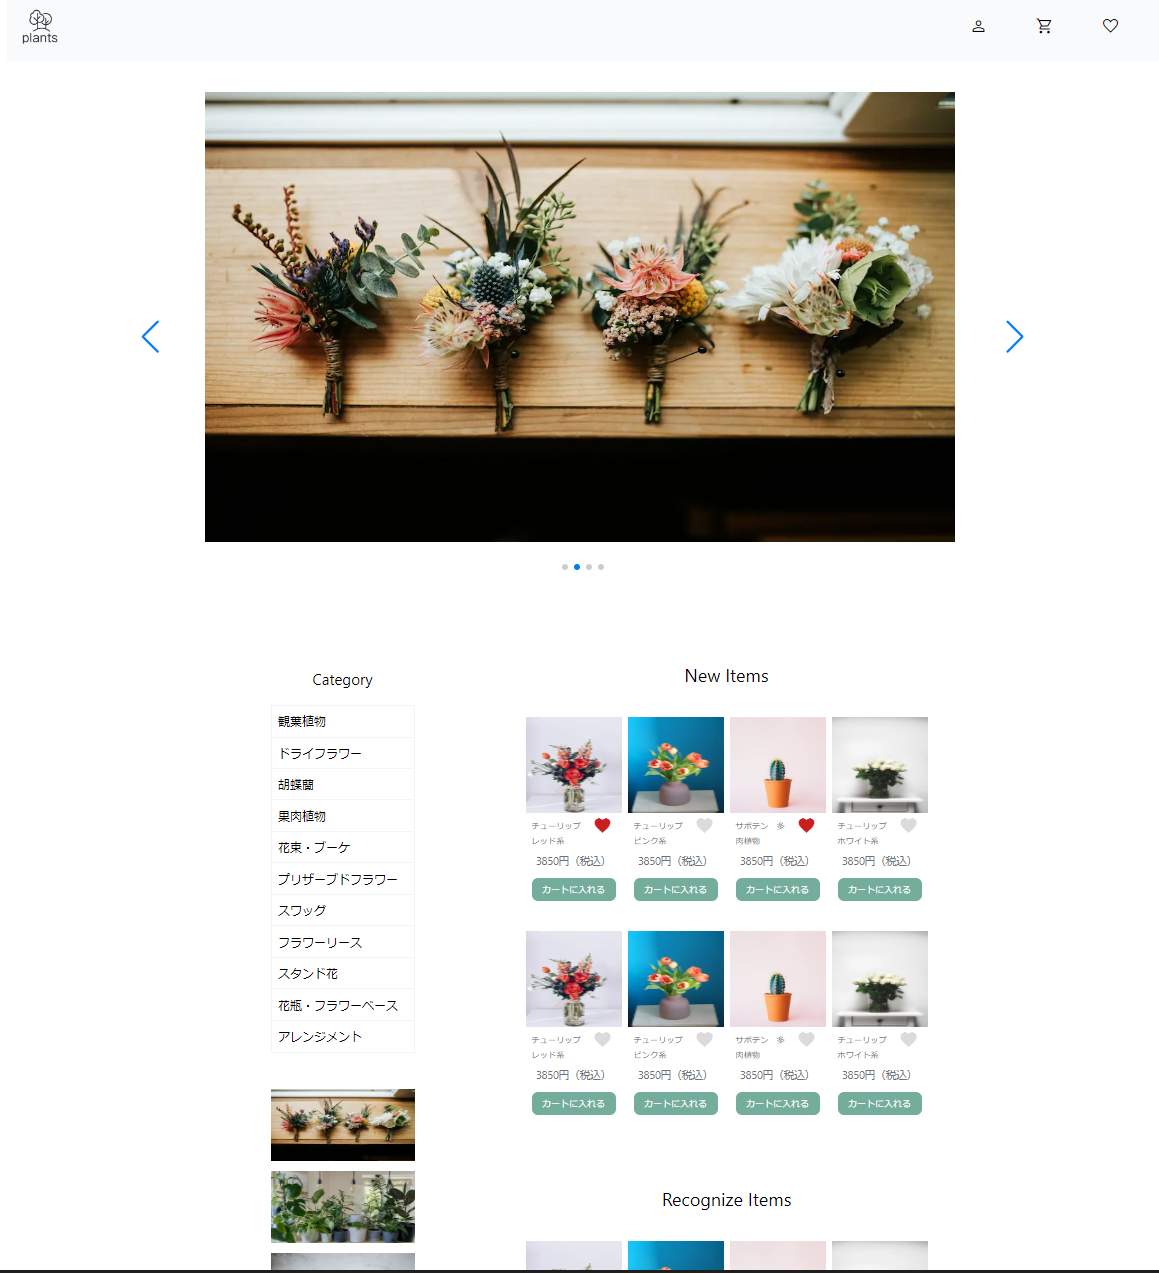 plants
Category
観葉植物
ドライフラワー
胡蝶蘭
果肉植物
花束・ブーケ
プリザーブドフラワー
スワッグ
フラワーリース
スタンド花
花瓶・フラワーベース
アレンジメント
New Items
チューリップ
レッド系
3850円（税込）
カートに入れる
チューリップ
ピンク系
3850円（税込）
カートに入れる
サボテン　多
肉植物
3850円（税込）
カートに入れる
チューリップ
ホワイト系
3850円（税込）
カートに入れる
チューリップ
レッド系
3850円（税込）
カートに入れる
チューリップ
ピンク系
3850円（税込）
カートに入れる
サボテン　多
肉植物
3850円（税込）
カートに入れる
チューリップ
ホワイト系
3850円（税込）
カートに入れる
Recognize Items